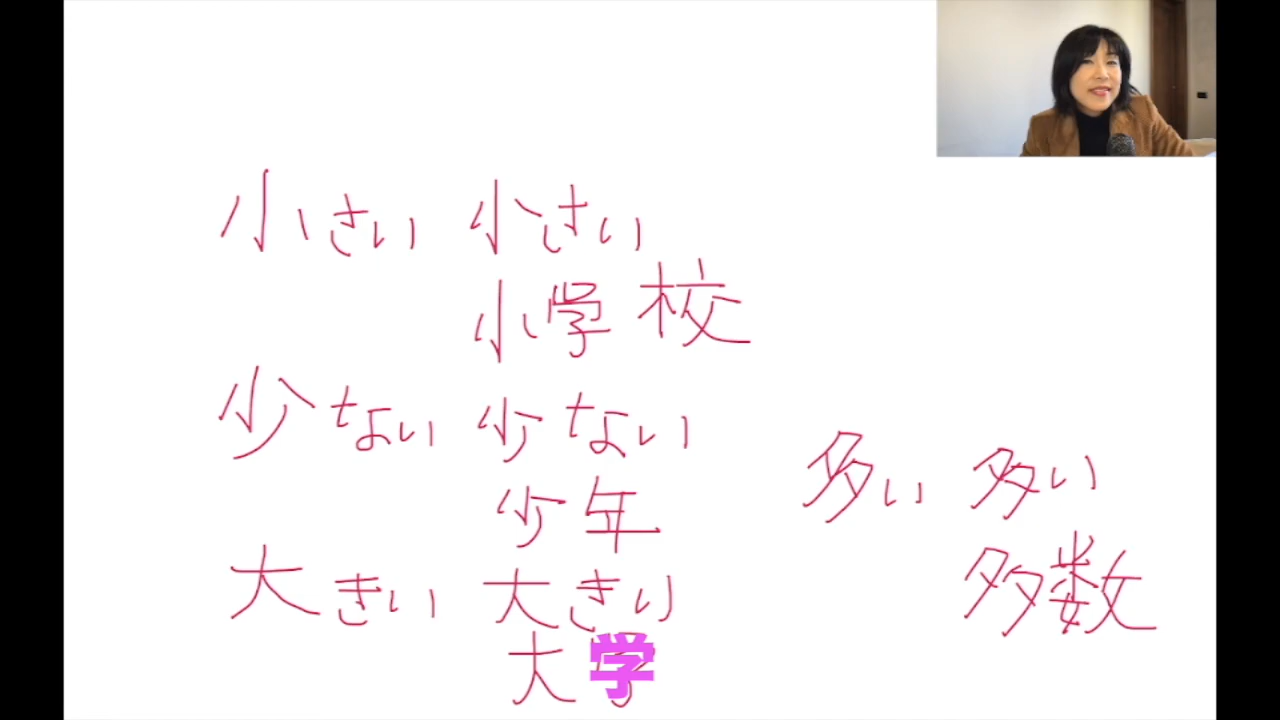 小さい 小さい
小学校
少ない 少ない
少年
大きい 大きい
大学
多い 多い
多数